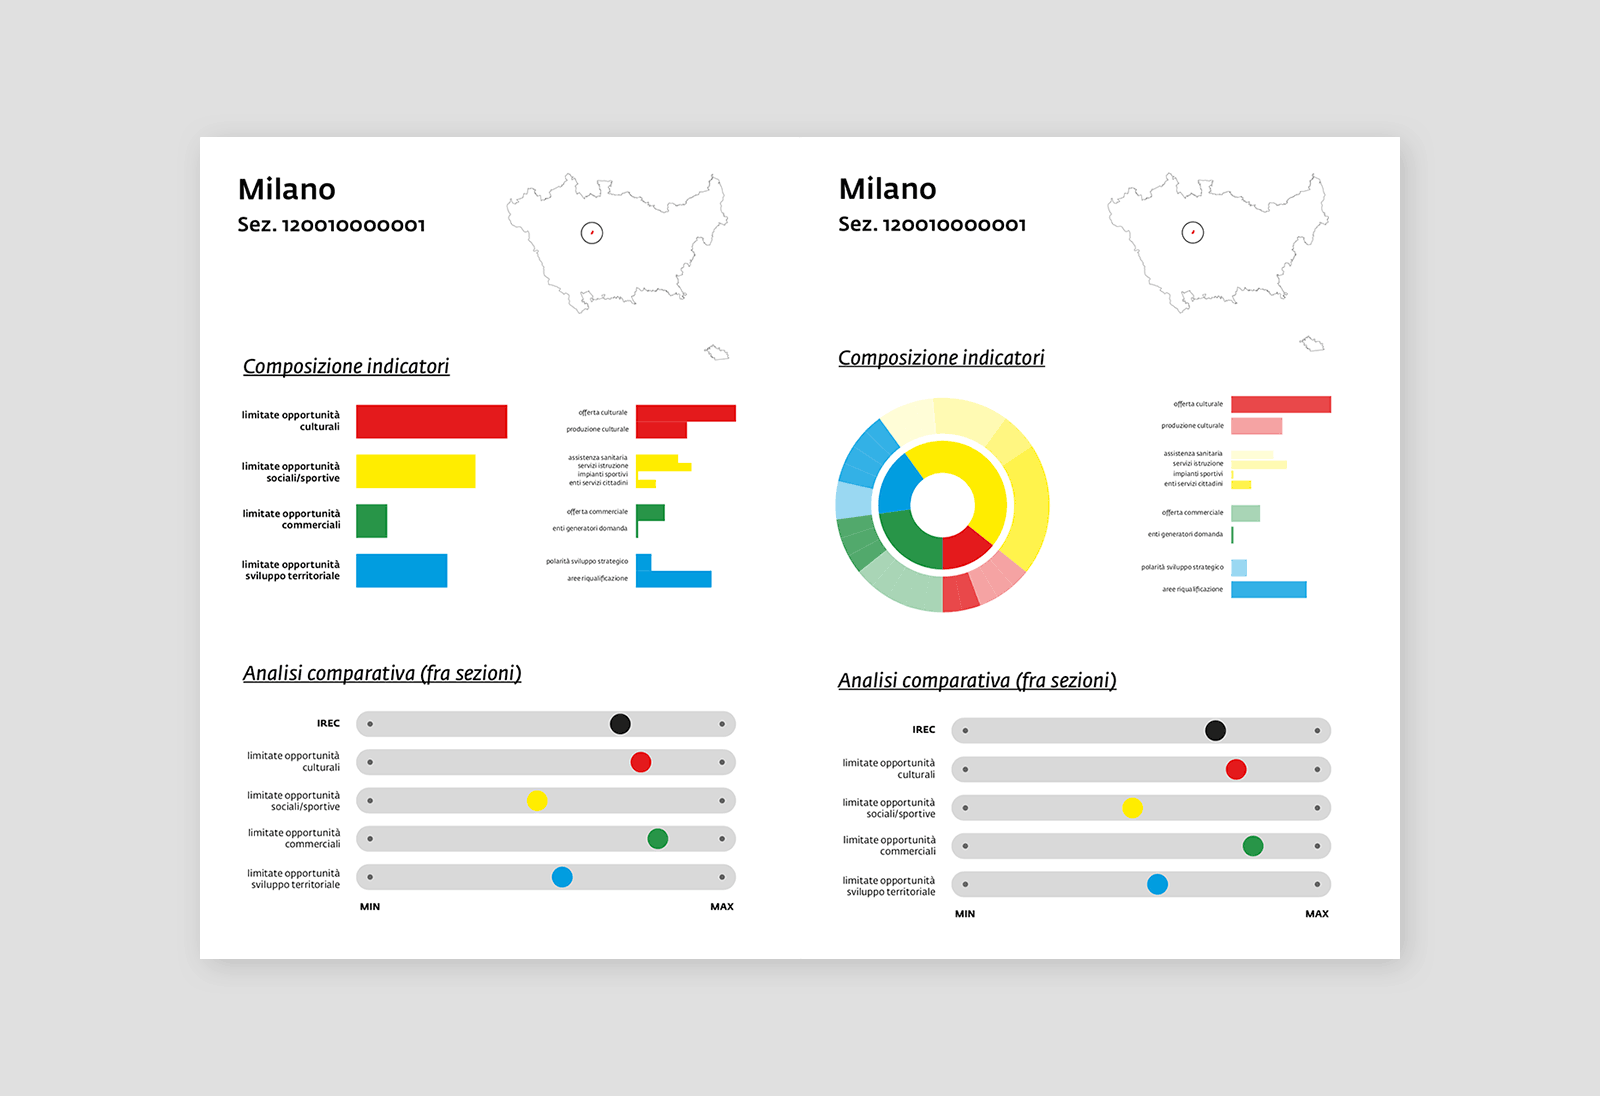 Milano
Sez. 120010000001
Composizione indicatori
limitate opportunità
culturali
limitate opportunità
sociali/sportive
limitate opportunità
commerciali
limitate opportunità
sviluppo territoriale
offerta culturale
produzione culturale
assistenza sanitaria
servizi istruzione
impianti sportivi
enti servizi cittadini
offerta commerciale
enti generatori domanda
polarità sviluppo strategico
aree riqualificazione
Analisi comparativa (fra sezioni)
IREC
limitate opportunità
culturali
limitate opportunità
sociali/sportive
limitate opportunità
commerciali
limitate opportunità
sviluppo territoriale
MIN
MAX
Milano
Sez. 120010000001
Composizione indicatori
offerta culturale
produzione culturale
assistenza sanitaria
servizi istruzione
impianti sportivi
enti servizi cittadini
offerta commerciale
enti generatori domanda
polarità sviluppo strategico
aree riqualificazione
Analisi comparativa (fra sezioni)
IREC
limitate opportunità
culturali
limitate opportunità
sociali/sportive
limitate opportunità
commerciali
limitate opportunità
sviluppo territoriale
MIN
MAX